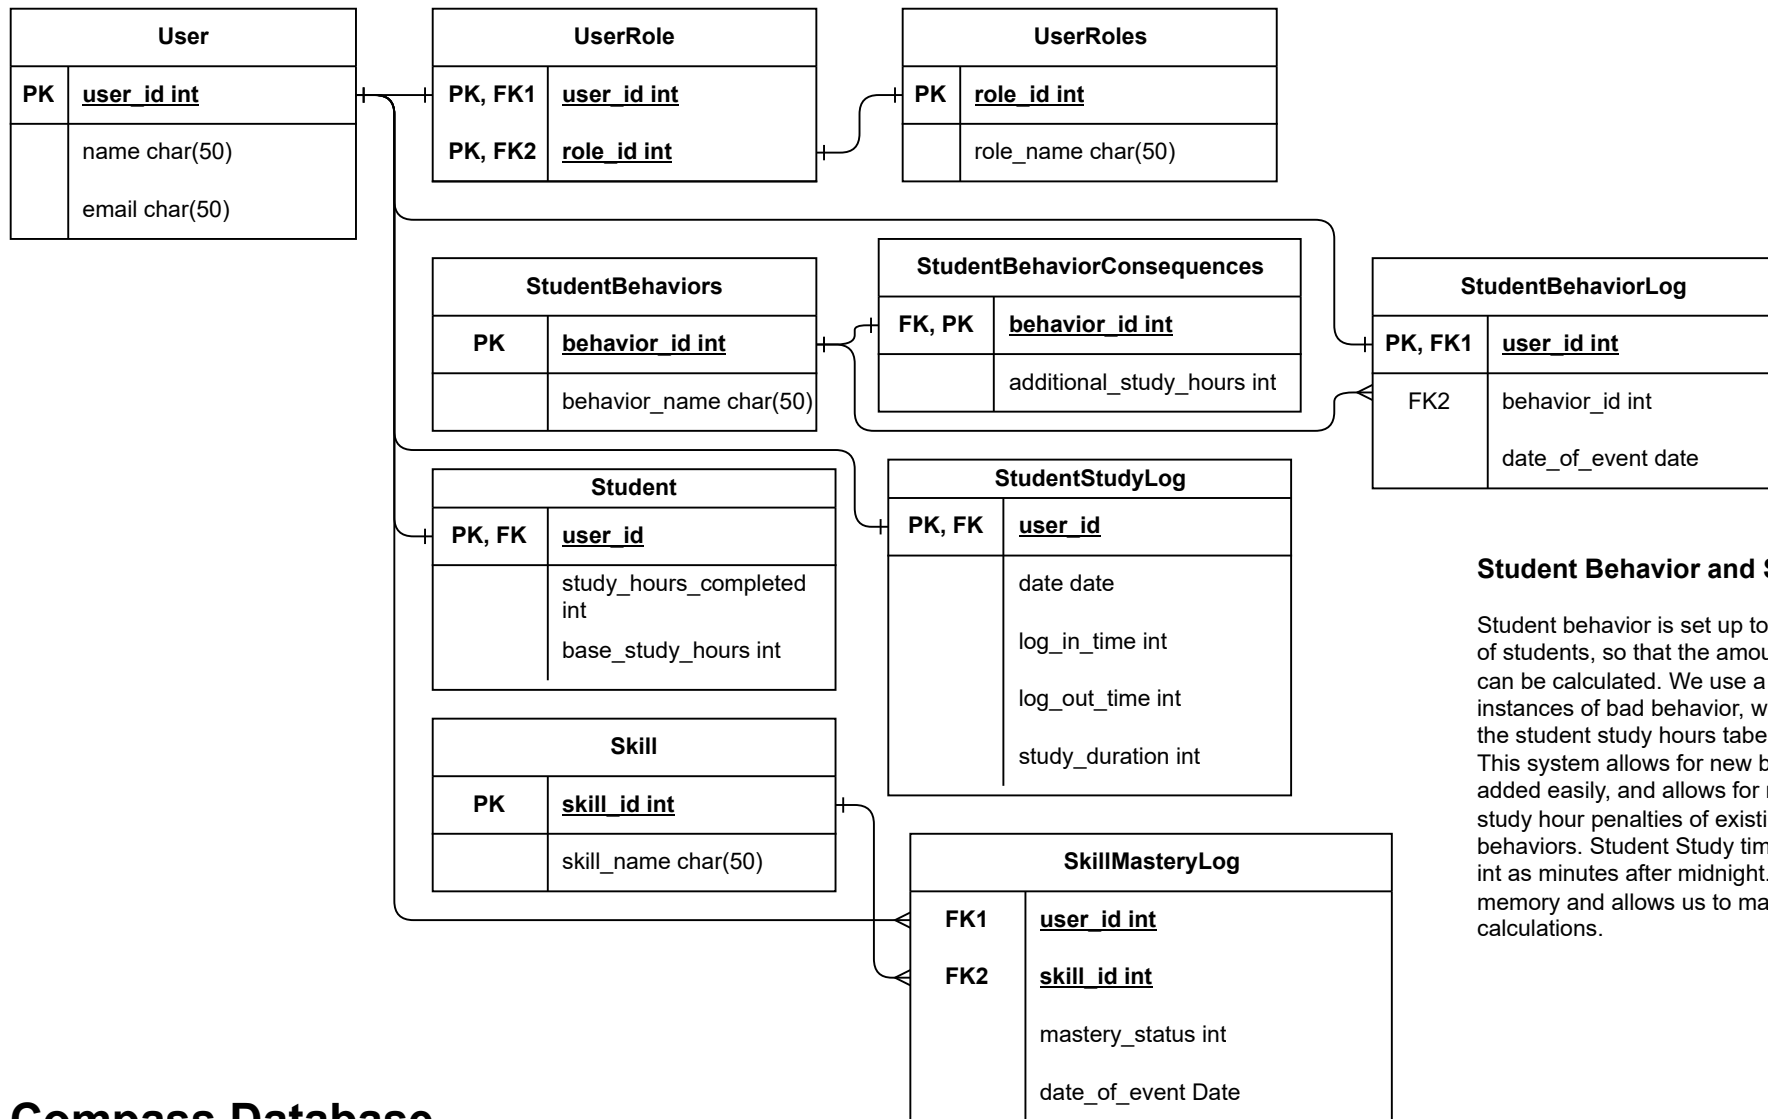 User
PK user_id int
name char(50)
email char(50)
UserRole
PK, FK1 user_id int
PK, FK2 role_id int
UserRoles
PK role_id int
role_name char(50)
StudentBehaviors
PK behavior_id int
behavior_name char(50)
StudentBehaviorConsequences
FK, PK behavior_id int
additional_study_hours int
StudentBehaviorLog
PK, FK1 user_id int
FK2 behavior_id int
date_of_event date
Student
PK, FK user_id
study_hours_completed
int
base_study_hours int
StudentStudyLog
PK, FK user_id
date date
log_in_time int
log_out_time int
study_duration int
Skill
PK skill_id int
skill_name char(50)
SkillMasteryLog
FK1 user_id int
FK2 skill_id int
mastery_status int
date_of_event Date
Student Behavior and
Student behavior is set up to
of students, so that the
can be calculated. We use a
instances of bad behavior,
the student study hours tabe
This system allows for new
added easily, and allows for
study hour penalties of
behaviors. Student Study
int as minutes after midnight.
memory and allows us to
calculations.
Compass Database